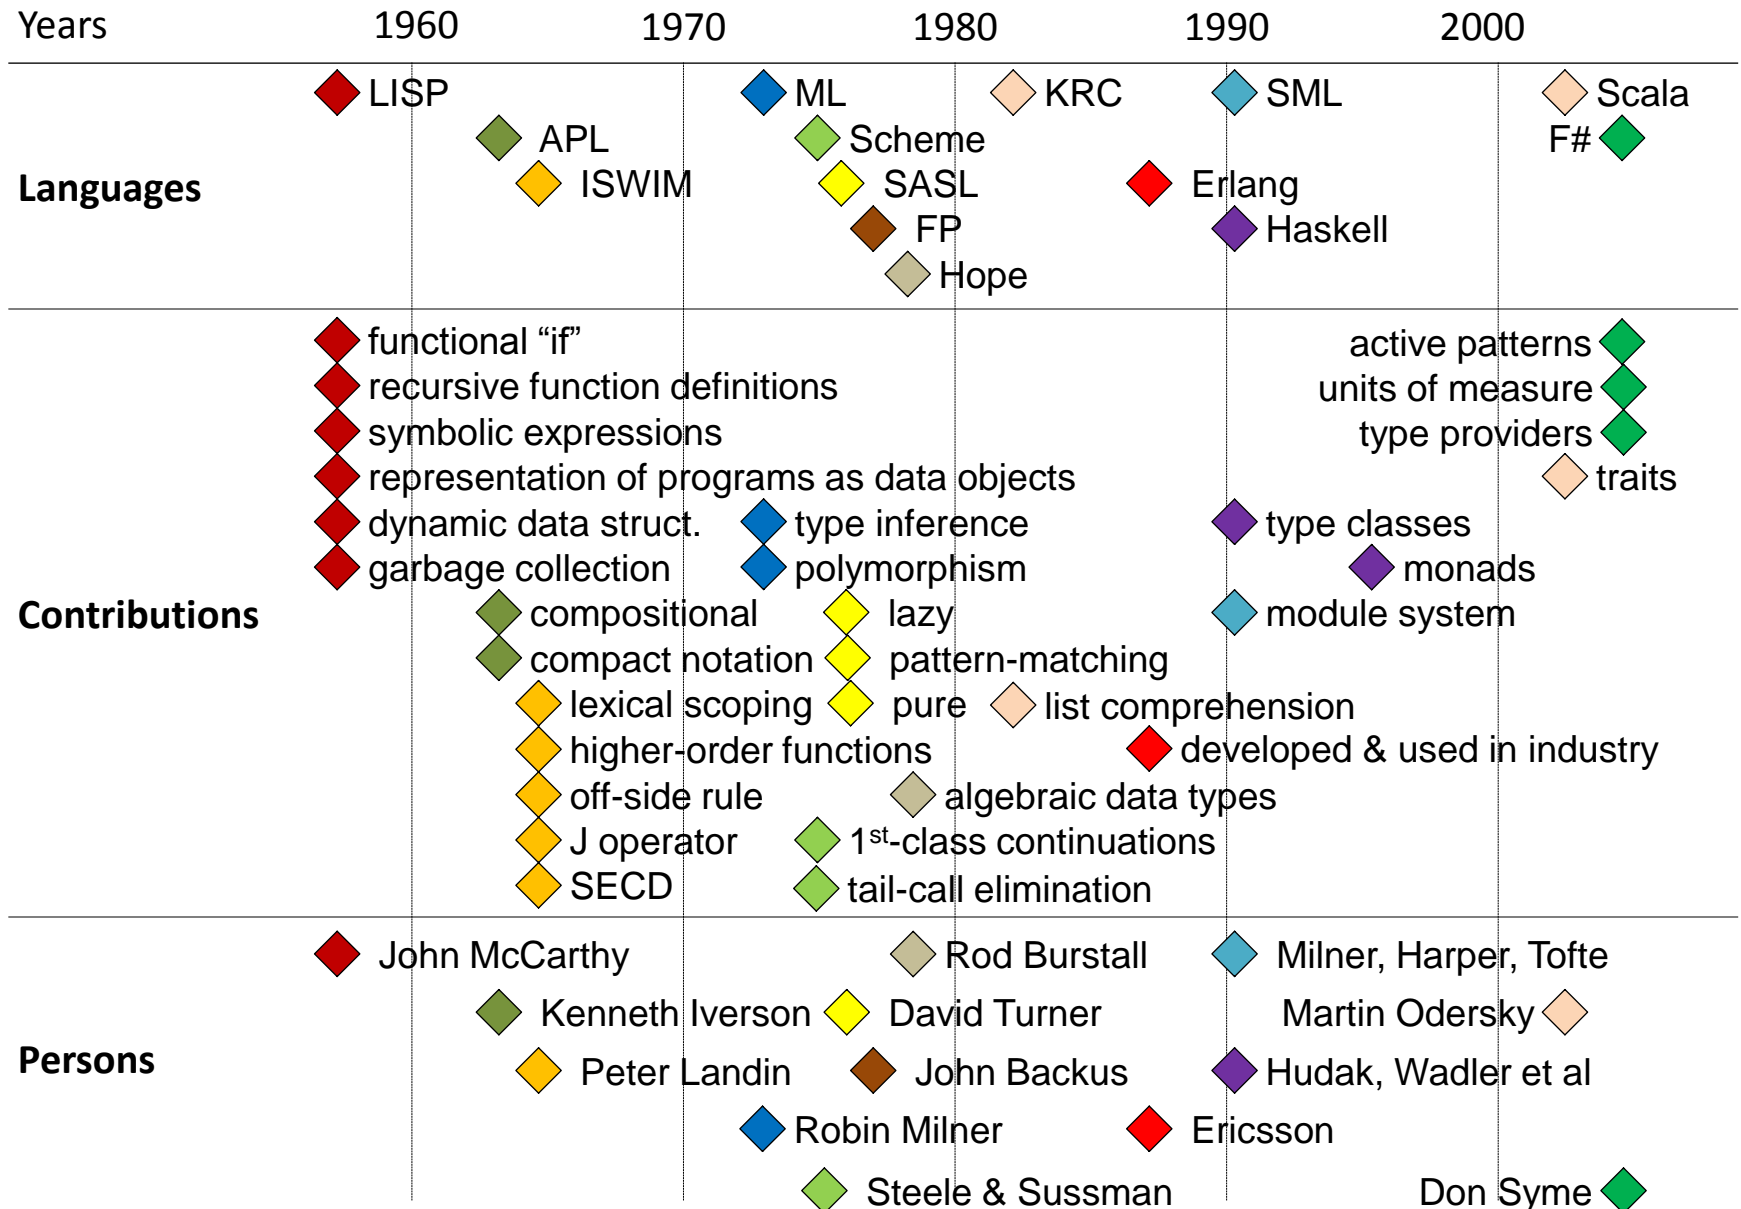 Years 1960 1970 1980 1990 2000
LISP ML KRC SML Scala
APL Scheme F#
Languages
ISWIM SASL Erlang
FP Haskell
Hope
functional “if” active patterns
recursive function definitions units of measure
symbolic expressions type providers
representation of programs as data objects traits
dynamic data struct. type inference type classes
garbage collection polymorphism monads
Contributions
compositional lazy module system
compact notation pattern-matching
lexical scoping pure list comprehension
higher-order functions developed & used in industry
off-side rule algebraic data types
J operator 1st-class continuations
SECD tail-call elimination
John McCarthy Rod Burstall Milner, Harper, Tofte
Kenneth Iverson David Turner Martin Odersky
Persons
Peter Landin John Backus Hudak, Wadler et al
Robin Milner Ericsson
Steele & Sussman Don Syme